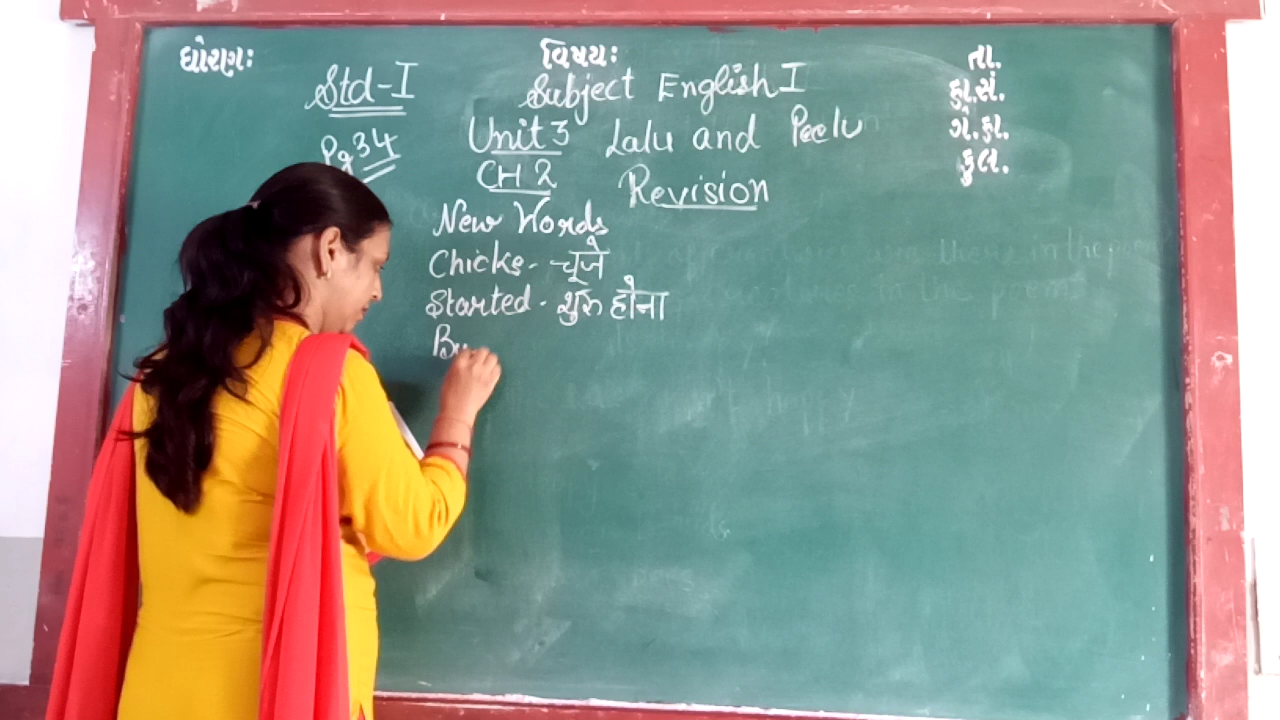 ધોરણઃ વિષયઃ તા.
Std-I Subject English I હા.સં.
Pg 34 Unit 3 Lalu and Peelu ગે.હા.
CH 2 Revision કુલ.
New Words
Chicks - चूजे
Started - शुरु होना